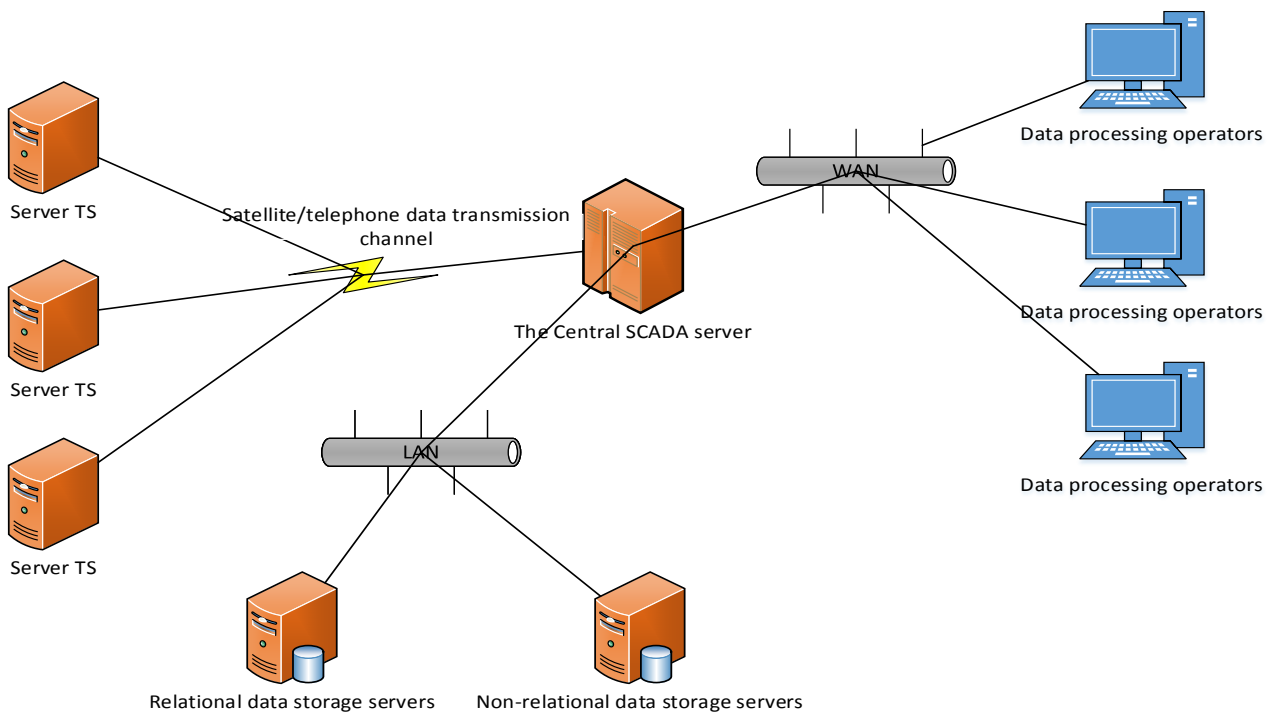 Data processing operators
WAN
Server TS
Satellite/telephone data transmission
channel
Data processing operators
The Central SCADA server
Server TS
LAN
Data processing operators
Server TS
Relational data storage servers
Non-relational data storage servers